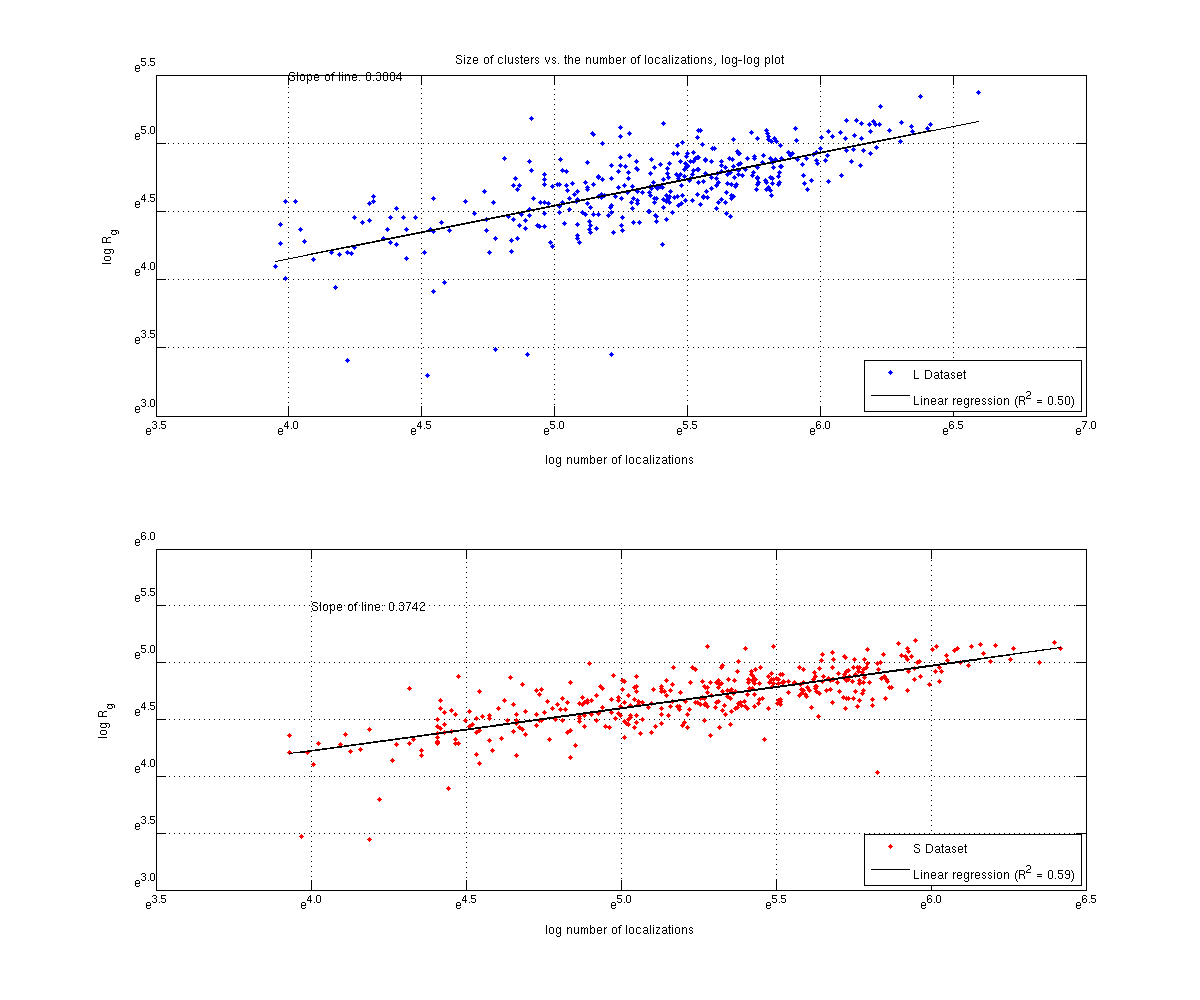 Size of clusters vs. the number of localizations, log-log plot
Slope of line:
e5.5
e5.0
e4.5
e4.0
e3.5
e3.0
log Rg
L Dataset
Linear regression (R2 = 0.50)
e3.5 e4.0 e4.5 e5.0 e5.5 e6.0 e6.5 e7.0
log number of localizations
e6.0
e5.5
e5.0
e4.5
e4.0
e3.5
e3.0
Slope of line: 0.3742
log Rg
S Dataset
Linear regression (R2 = 0.59)
e3.5 e4.0 e4.5 e5.0 e5.5 e6.0 e6.5
log number of localizations